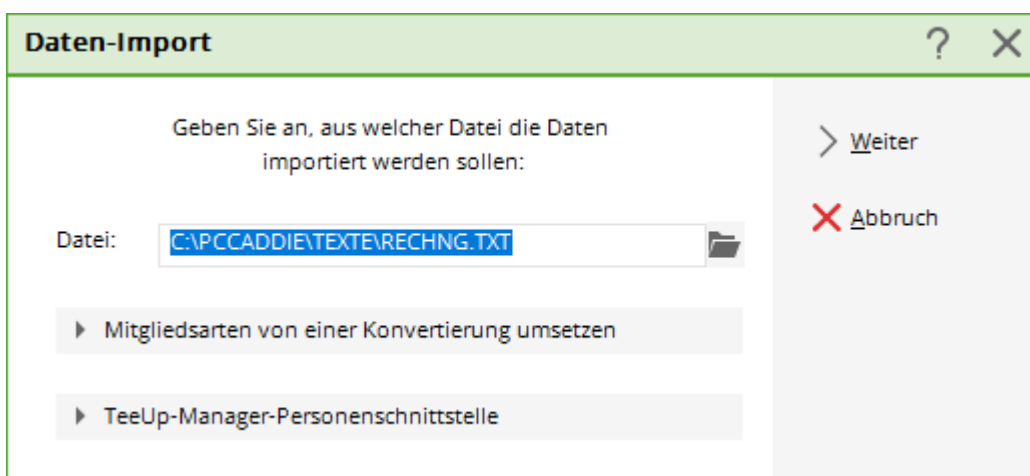 Daten-Import
Geben Sie an, aus welcher Datei die Daten
importiert werden sollen:
Weiter
Abbruch
Datei:
C:\PCCADDIE\TEXTE\RECHNG.TXT
Mitgliedsarten von einer Konvertierung umsetzen
TeeUp-Manager-Personenschnittstelle